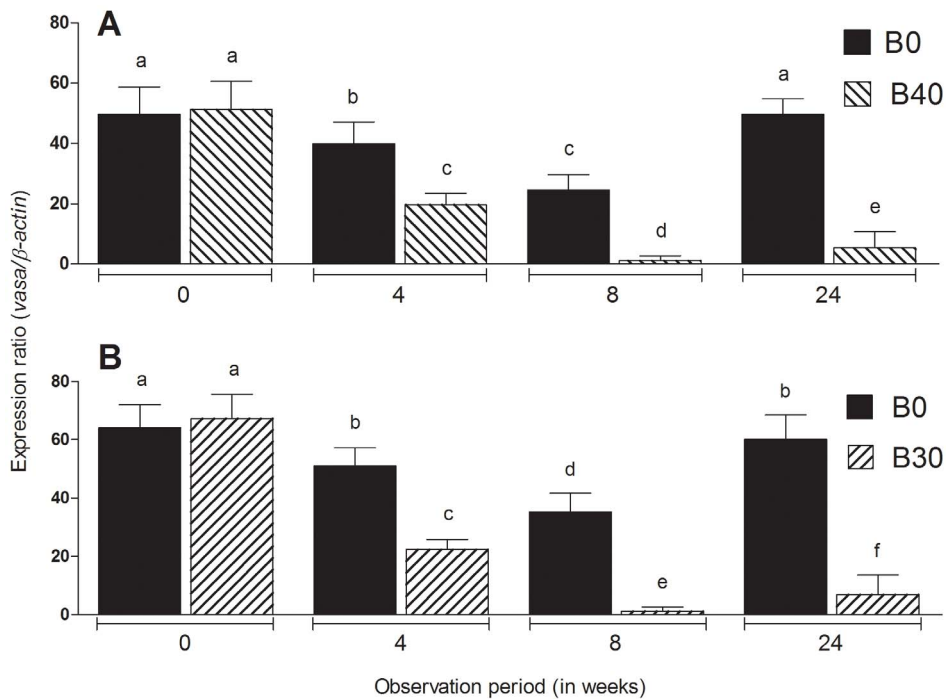 A
80
60
40
20
0
a
a
b
c
c
d
a
e
B0
B40
0
4
8
24
Expression ratio (vasa/β-actin)
B
80
60
40
20
0
a
a
b
c
d
e
b
f
B0
B30
0
4
8
24
Observation period (in weeks)